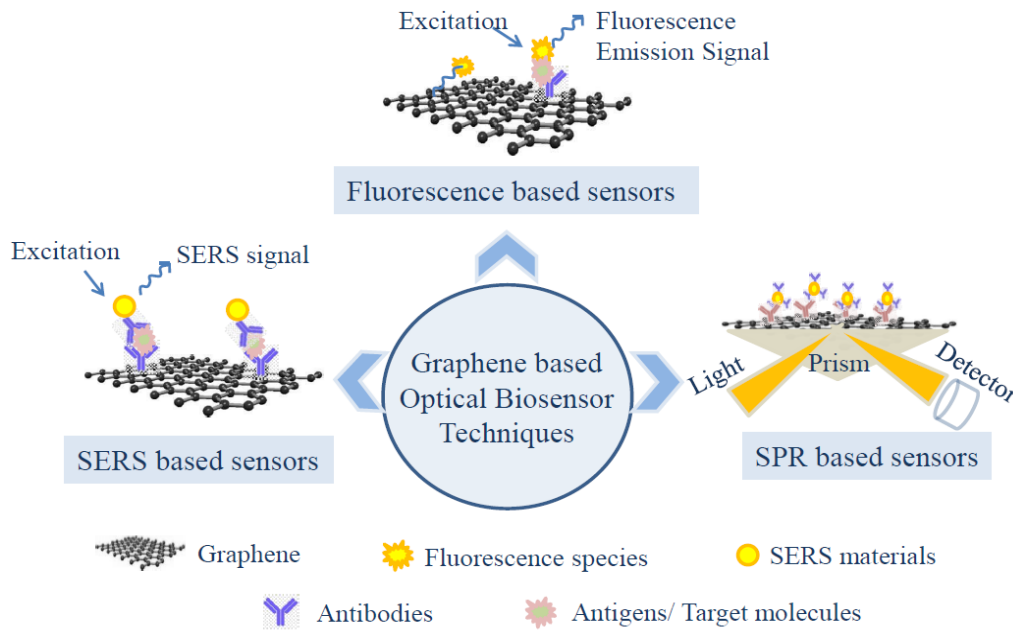 Excitation
Fluorescence
Emission Signal
Fluorescence based sensors
Excitation
SERS signal
SERS based sensors
Graphene based
Optical Biosensor
Techniques
Light
Prism
Detector
SPR based sensors
Graphene
Fluorescence species
SERS materials
Antibodies
Antigens/ Target molecules